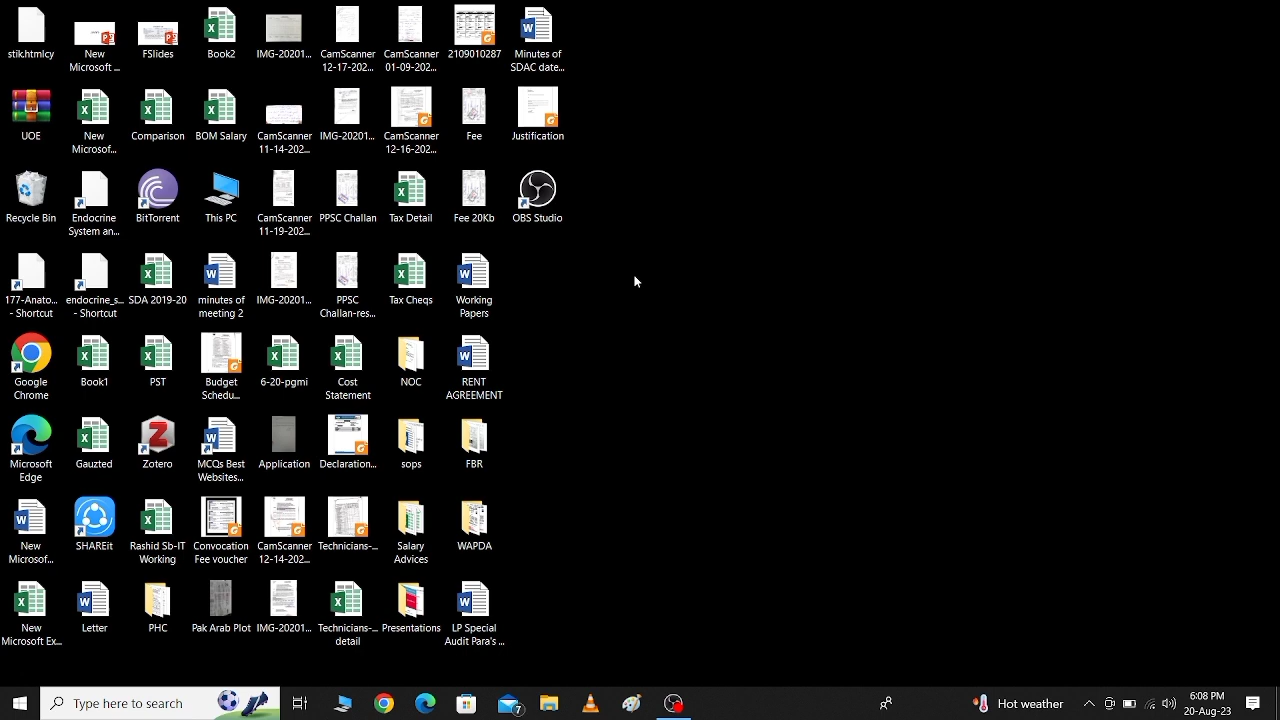 sthkthtmlcy
New
Microsoft ...
FSlides
Book2
IMG-20201...
CamScanner
12-17-202...
CamScanner
01-09-202...
2109010287
Minutes of
SDAC date...
IJOE
New
Microsof...
Comparison
BDM Salary
CamScanner
11-14-202...
IMG-20201...
CamScanner
12-16-202...
Fee
Justification
Recycle Bin
Endocrine
System an...
BitTorrent
This PC
CamScanner
11-19-202...
PPSC Challan
Tax Detail
Fee 20Kb
OBS Studio
177-Anato...
- Shortcut
endocrine_s...
- Shortcut
SDA 2019-20
minutes of
meeting 2
IMG-20201...
PPSC
Challan-res...
Tax Cheqs
Working
Papers
Google
Chrome
Book1
PST
Budget
Schedu...
6-20-pgmi
Cost
Statement
NOC
RENT
AGREEMENT
Microsoft
Edge
Gauzted
Zotero
MCQs Best
Websites...
Application
Declaration...
sops
FBR
New
Microsof...
SHAREit
Rashid Sb-IT
Working
Convocation
Fee voucher
CamScanner
12-14-202...
Technicians-...
Salary
Advices
WAPDA
New
Microsoft Ex...
Letter
PHC
Pak Arab Plot
IMG-20201...
Technicians-...
detail
Presentations
LP Special
Audit Para's ...
Type here to search
7
Hot weather
6:08 PM
20-Aug-23